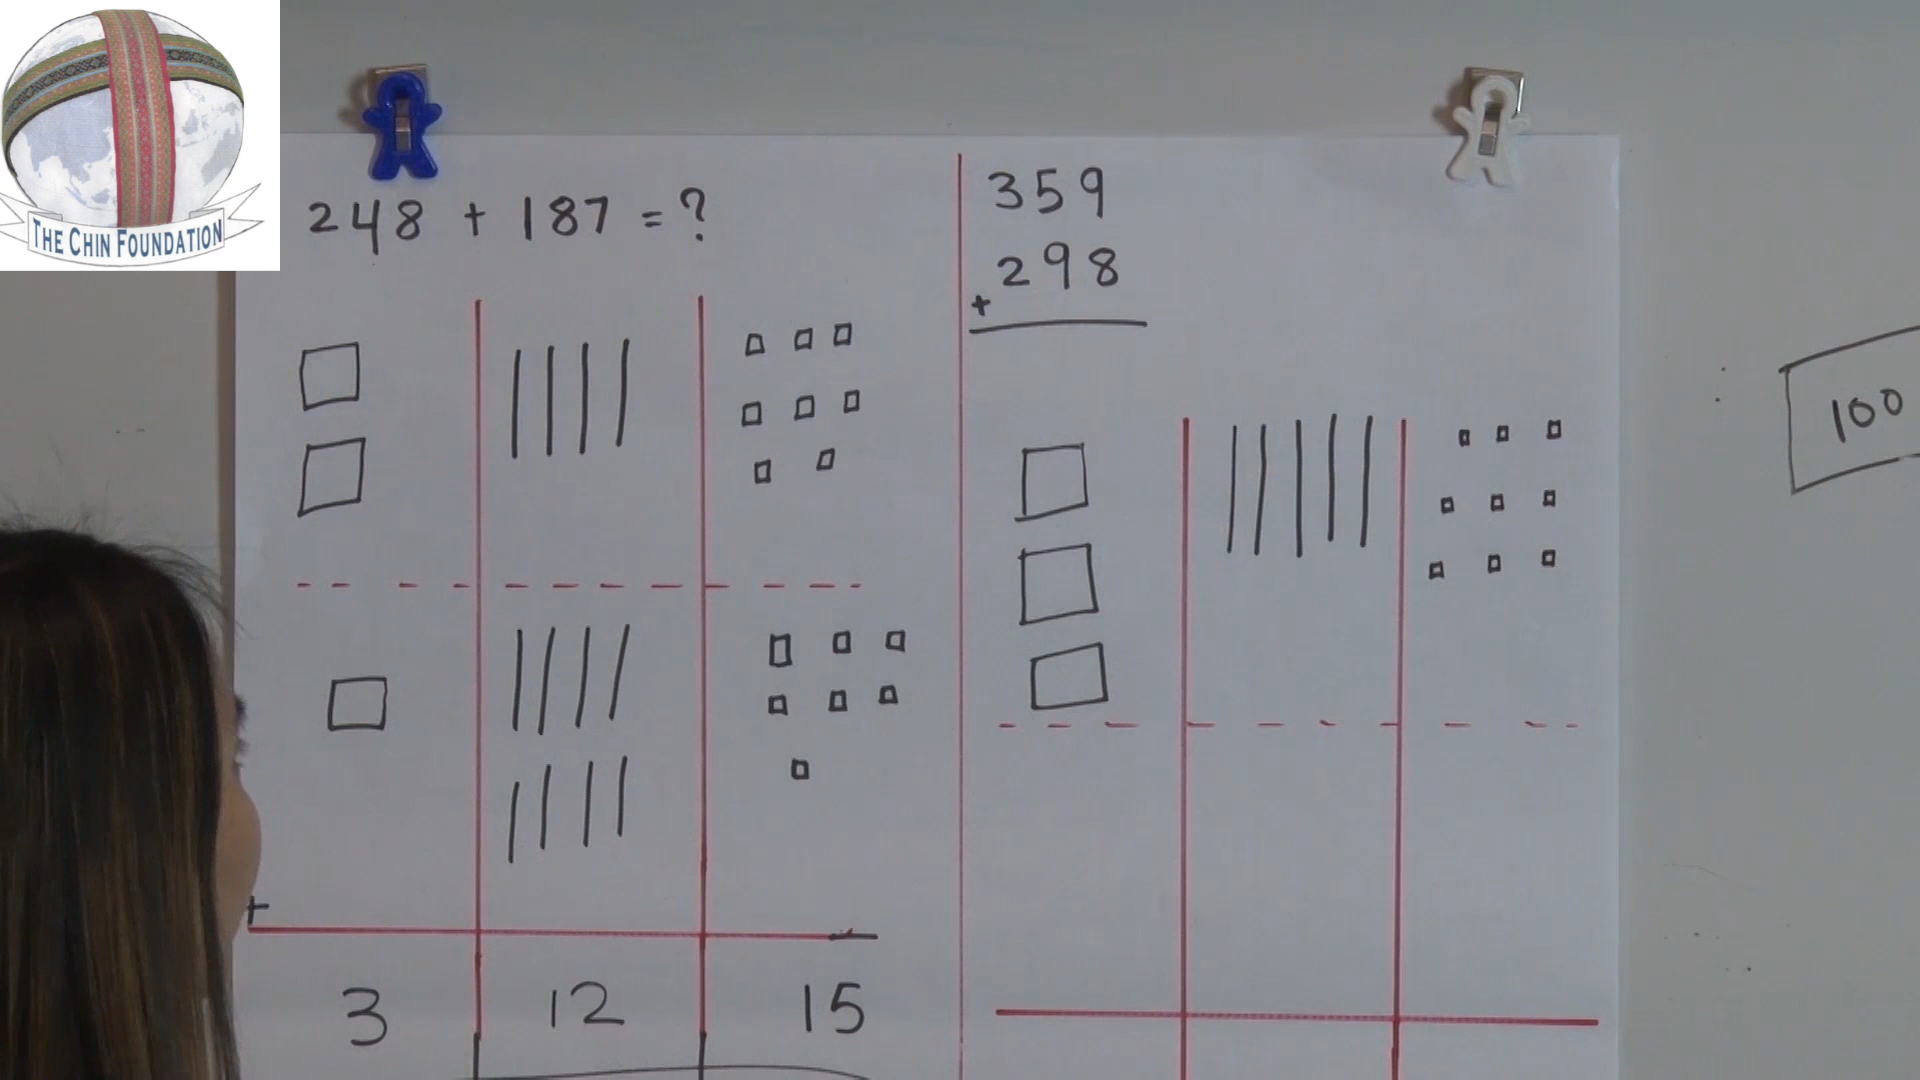 THE CHIN FOUNDATION
248 + 187 = ?
3 12 15
359
298
+
+
100